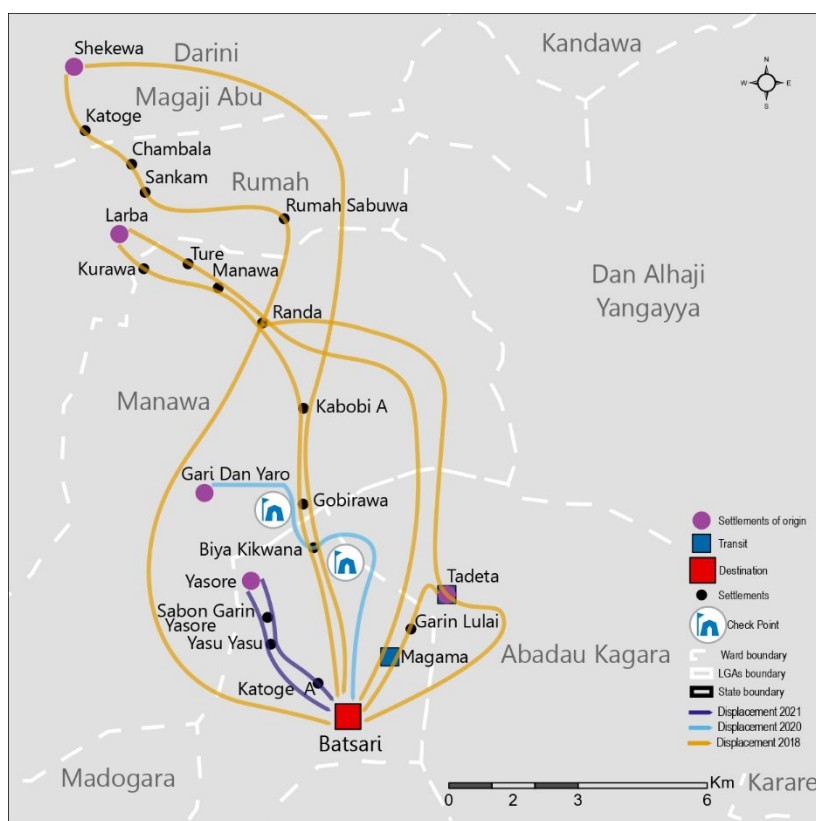 Kandawa
Shekewa
Darini
N
W
E
S
Magaji Abu
Katoge
Chambala
Sankam
Rumah
Rumah Sabuwa
Larba
Kurawa
Ture
Manawa
Dan Alhaji
Yangayya
Randa
Manawa
Kabobi A
Gari Dan Yaro
Gobirawa
Biya Kikwana
Yasore
Tadeta
Sabon Garin
Yasore
Garin Lulai
Yasu Yasu
Magama
Abadau Kagara
Katoge A
Batsari
Madogara
Karare
Settlements of origin
Transit
Destination
Settlements
Check Point
Ward boundary
LGAs boundary
State boundary
Displacement 2021
Displacement 2020
Displacement 2018
Km
0 2 3 6